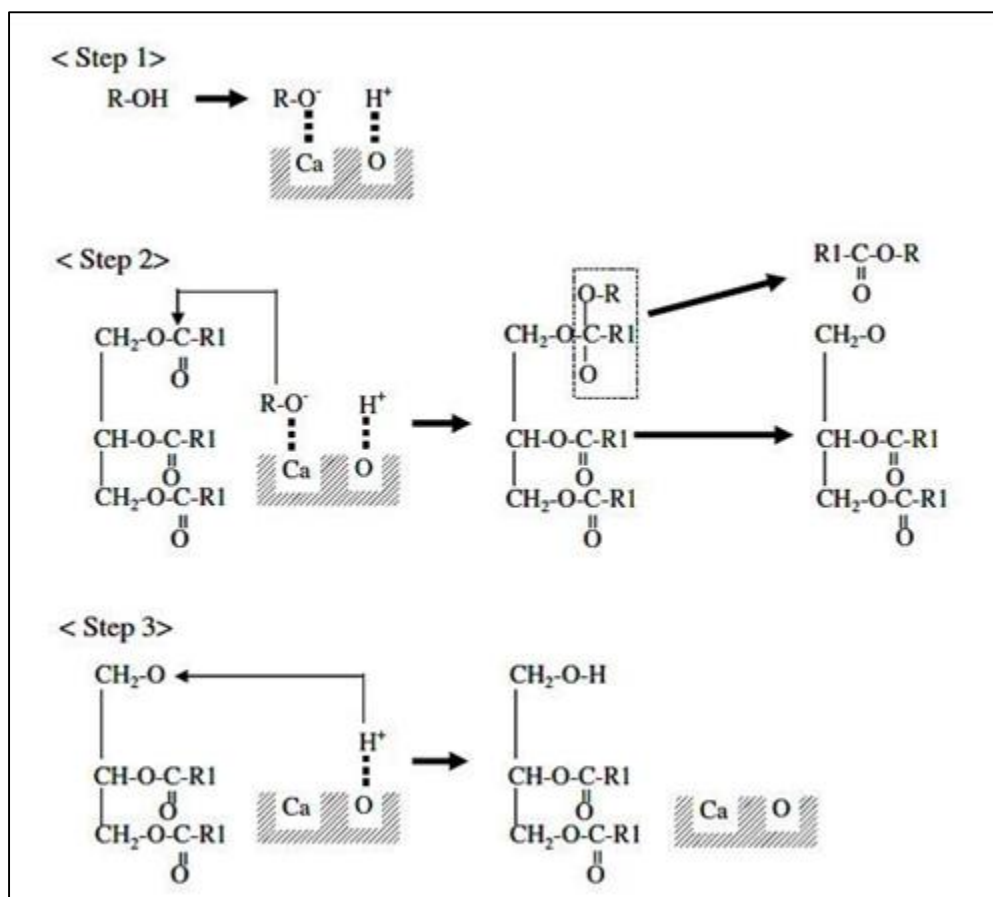 < Step 1>
R-OH R-O⁻ H⁺
Ca O
< Step 2>
R1-C-O-R
O
O-R
CH₂-O-C-R1 CH₂-O-C-R1 CH₂-O
O O
R-O⁻ H⁺
CH-O-C-R1 CH-O-C-R1 CH-O-C-R1
O Ca O O O
CH₂-O-C-R1 CH₂-O-C-R1 CH₂-O-C-R1
O O O
< Step 3>
CH₂-O CH₂-O-H
H⁺
CH-O-C-R1 CH-O-C-R1
O Ca O O Ca O
CH₂-O-C-R1 CH₂-O-C-R1
O O